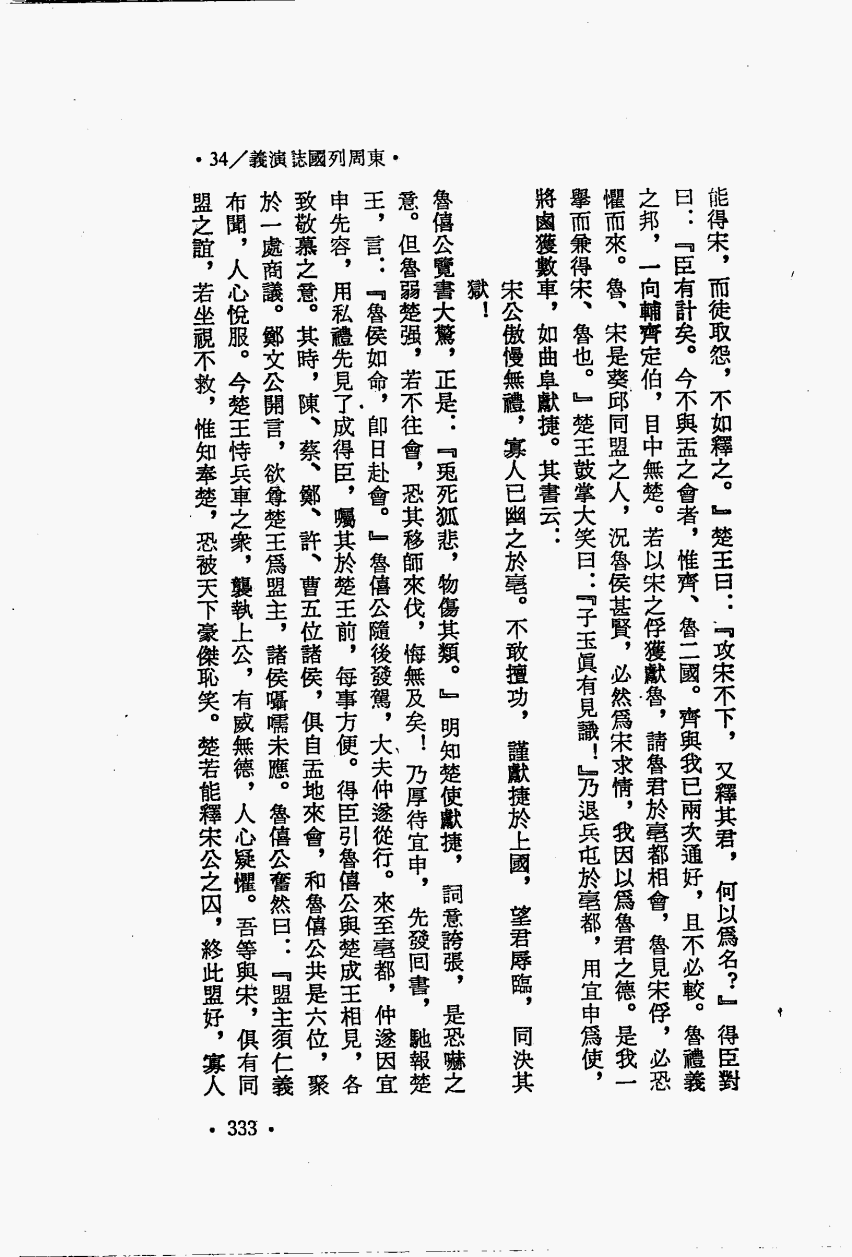 ・34／義演誌國列周東・
能得宋，而徒取怨，不如釋之。』楚王曰：『攻宋不下，又釋其君，何以爲名？』得臣對
曰：『臣有計矣。今不與盂之會者，惟齊、魯二國。齊與我已兩次通好，且不必較。魯禮義
之邦，一向輔齊定伯，目中無楚。若以宋之俘獲獻魯，請魯君於亳都相會，魯見宋俘，必恐
懼而來。魯、宋是葵邱同盟之人，況魯侯甚賢，必然爲宋求情，我因以爲魯君之德。是我一
舉而兼得宋、魯也。』楚王鼓掌大笑曰：『子玉眞有見識！』乃退兵屯於亳都，用宜申爲使，
將鹵獲數車，如曲阜獻捷。其書云：
宋公傲慢無禮，寡人已幽之於亳。不敢擅功，謹獻捷於上國，望君辱臨，同決其
獄！
魯僖公覽書大驚，正是：『兎死狐悲，物傷其類。』明知楚使獻捷，詞意誇張，是恐嚇之
意。但魯弱楚强，若不往會，恐其移師來伐，悔無及矣！乃厚待宜申，先發回書，馳報楚
王，言：『魯侯如命，卽日赴會。』魯僖公隨後發駕，大夫仲遂從行。來至亳都，仲遂因宜
申先容，用私禮先見了成得臣，囑其於楚王前，每事方便。得臣引魯僖公與楚成王相見，各
致敬慕之意。其時，陳、蔡、鄭、許、曹五位諸侯，俱自盂地來會，和魯僖公共是六位，聚
於一處商議。鄭文公開言，欲尊楚王爲盟主，諸侯囁嚅未應。魯僖公奮然曰：『盟主須仁義
布聞，人心悅服。今楚王恃兵車之衆，襲執上公，有威無德，人心疑懼。吾等與宋，俱有同
盟之誼，若坐視不救，惟知奉楚，恐被天下豪傑恥笑。楚若能釋宋公之囚，終此盟好，寡人
・333・